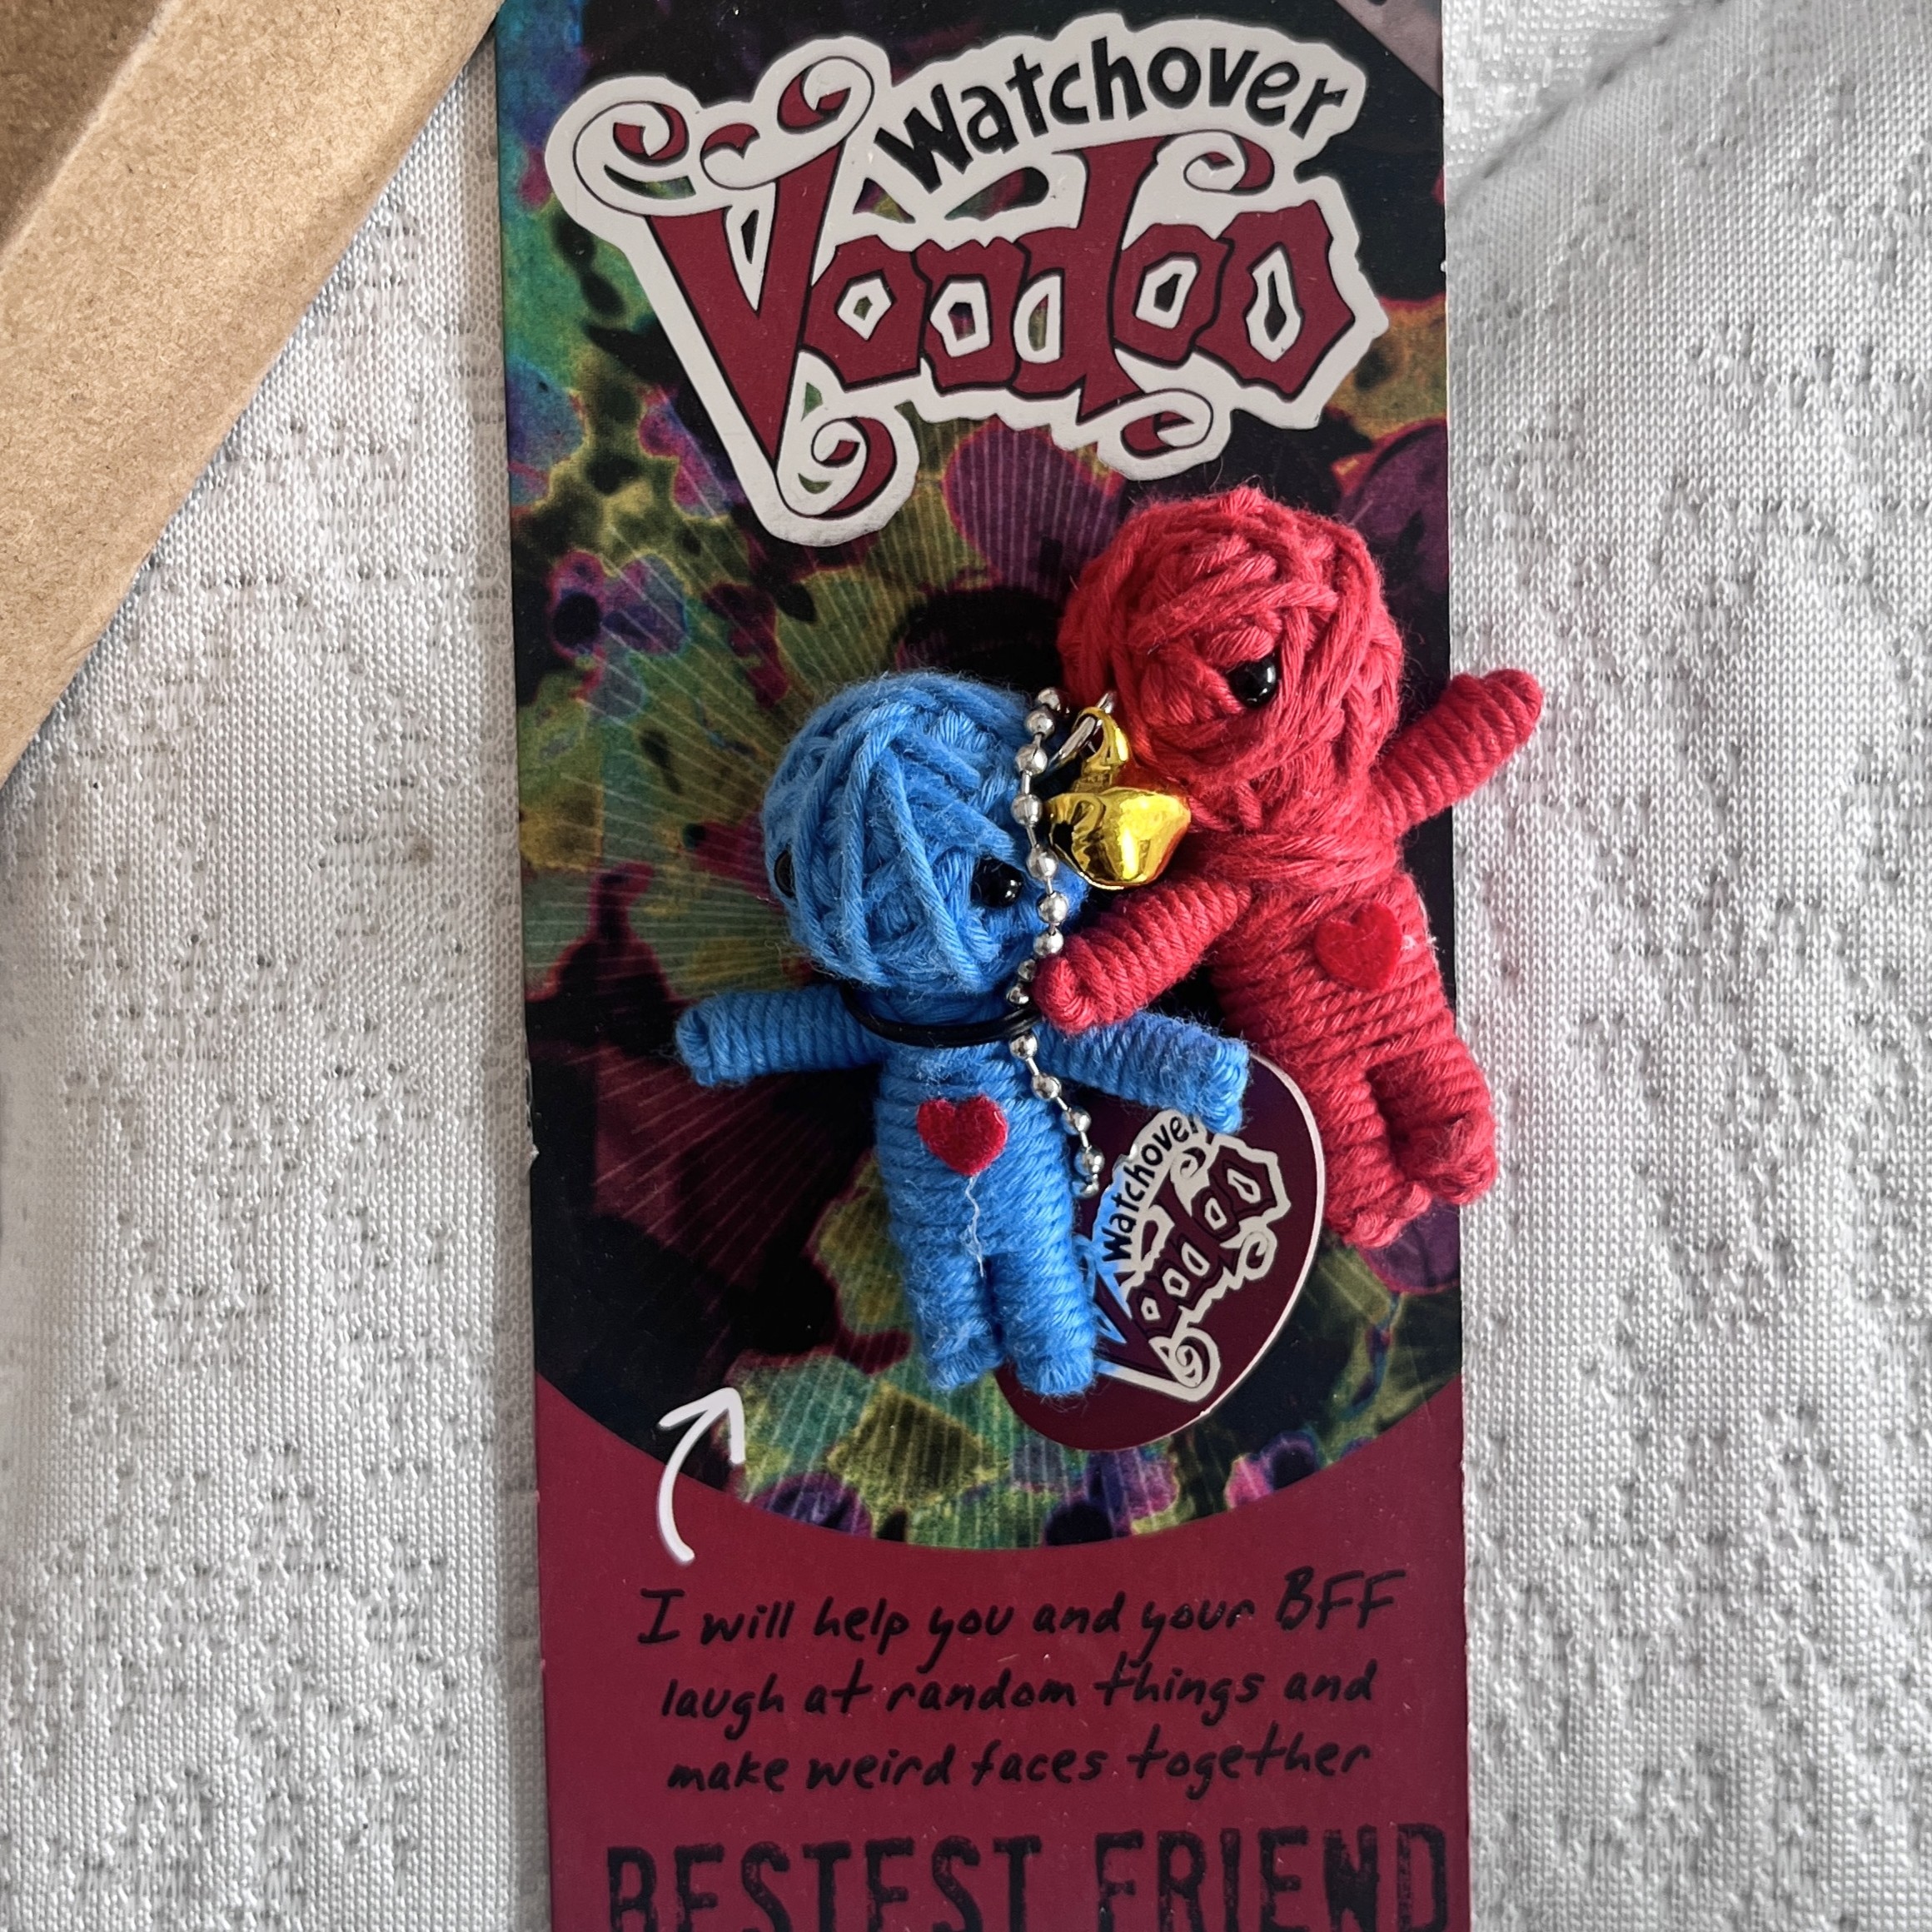 Watchover
Voodoo
Watchover
Voodoo
I will help you and your BFF
laugh at random things and
make weird faces together
BESTEST FRIEND